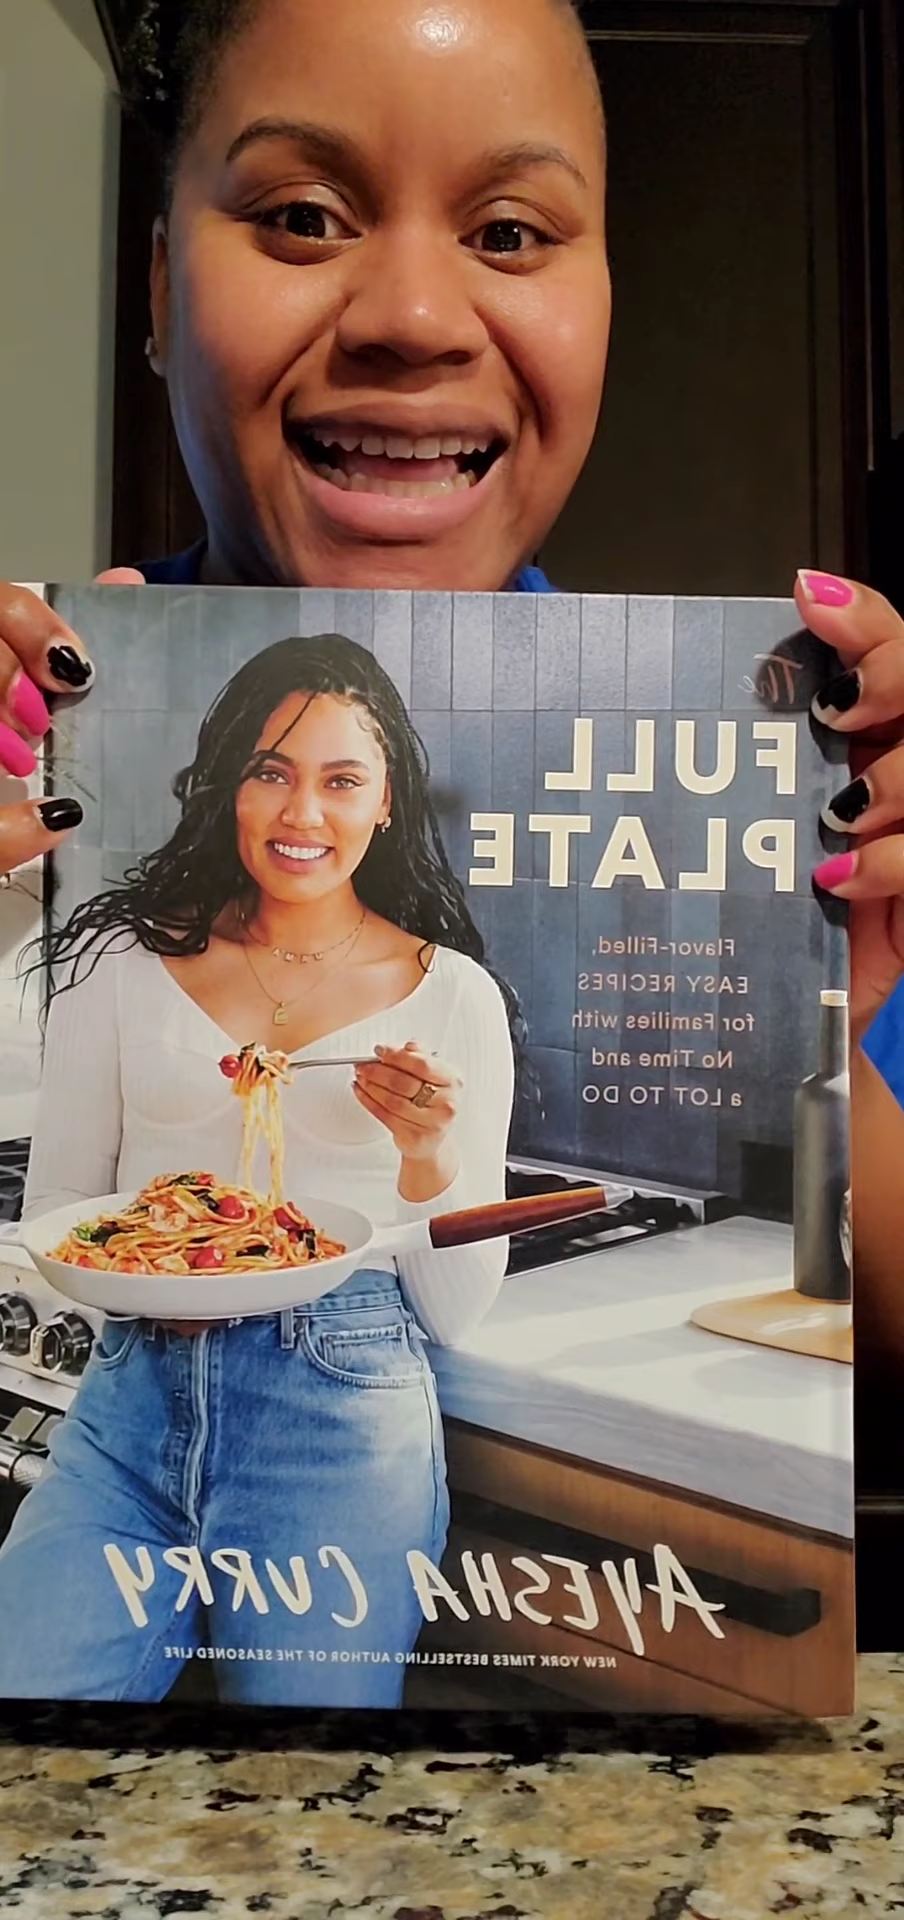 The
FULL
PLATE
Flavor-Filled,
EASY RECIPES
for Families with
No Time and
a LOT TO DO
AYESHA CURRY
NEW YORK TIMES BESTSELLING AUTHOR OF THE SEASONED LIFE